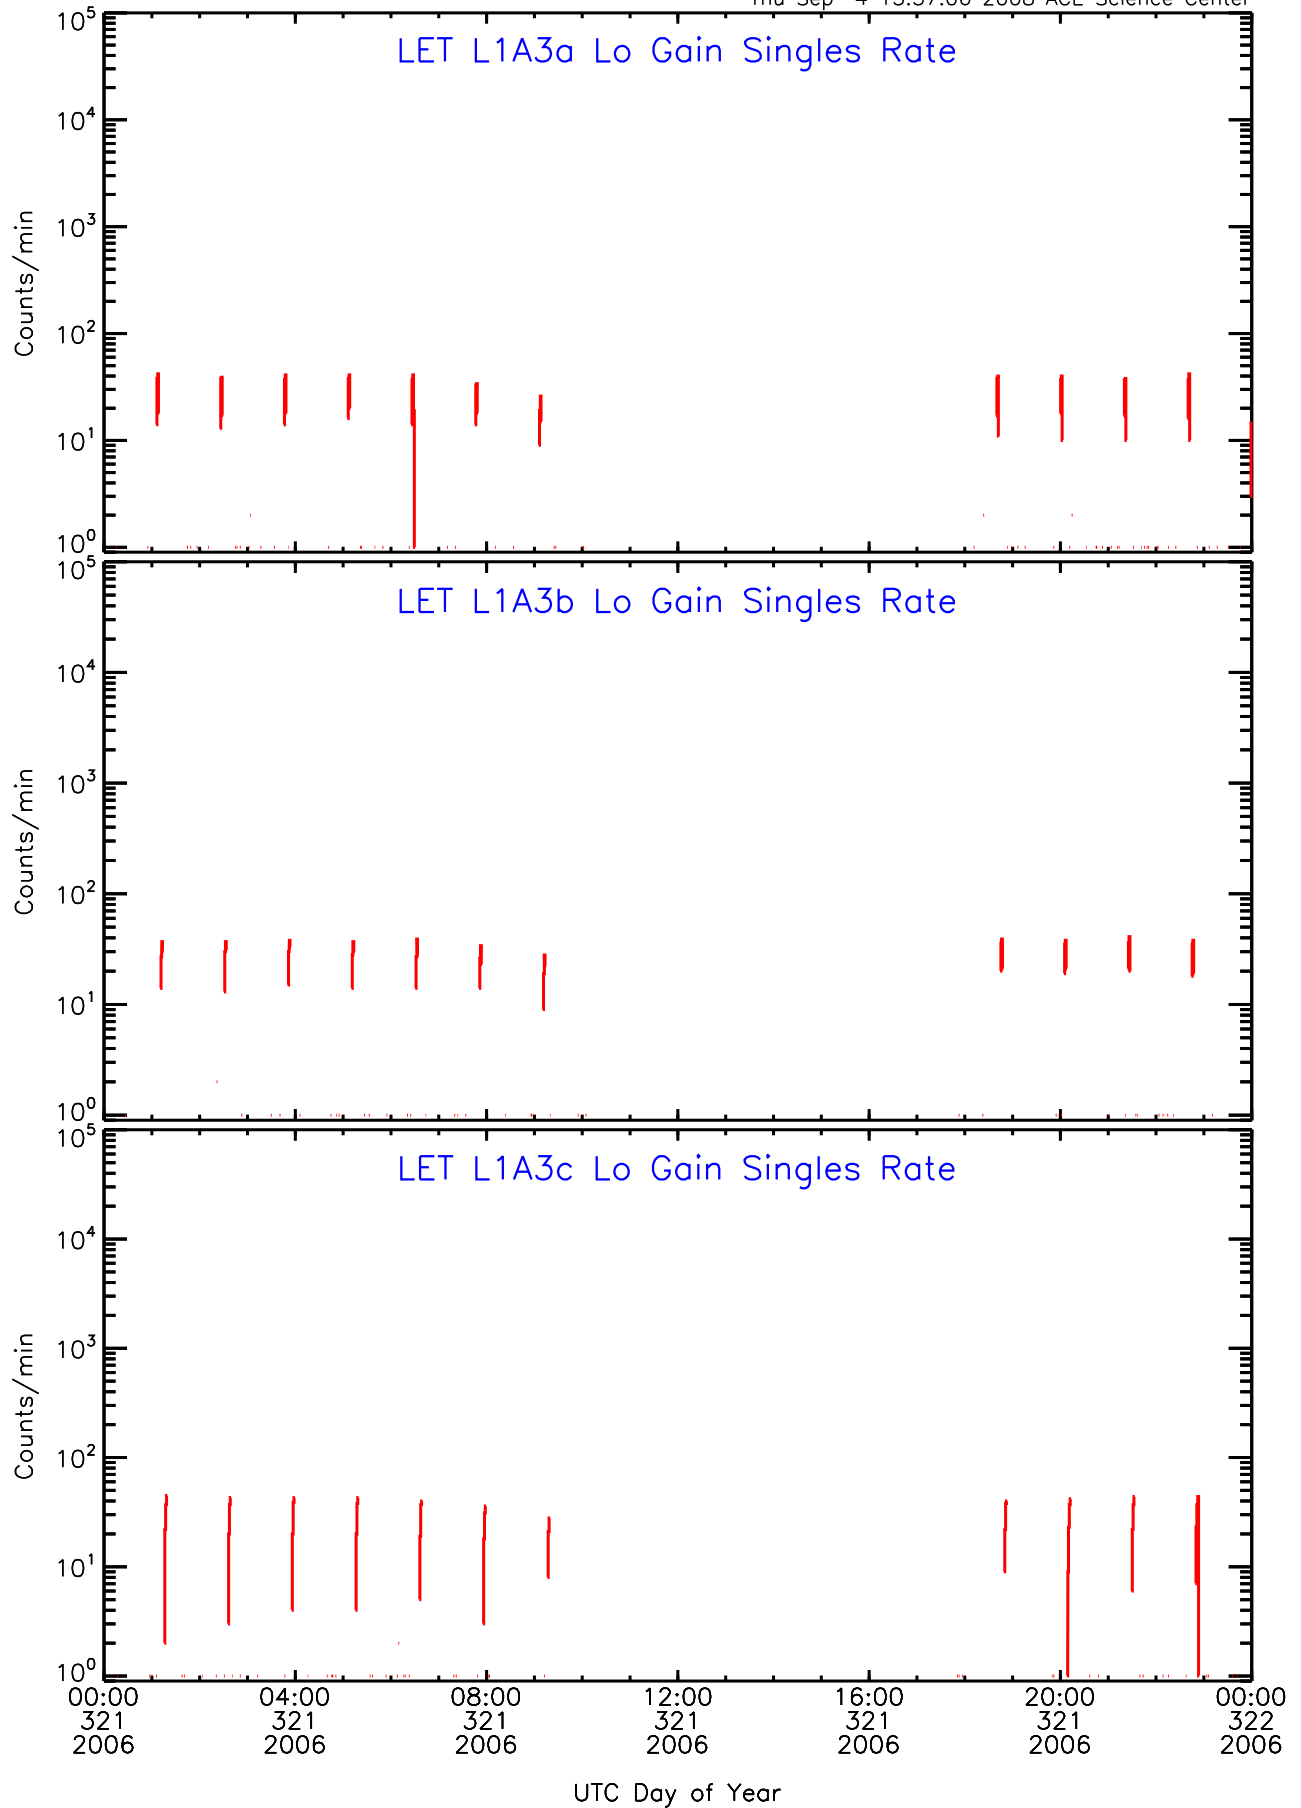 ACE Science Center
LET L1A3a Lo Gain Singles Rate
10^5
10^4
10^3
10^2
10^1
10^0
Counts/min
LET L1A3b Lo Gain Singles Rate
10^5
10^4
10^3
10^2
10^1
10^0
Counts/min
LET L1A3c Lo Gain Singles Rate
10^5
10^4
10^3
10^2
10^1
10^0
Counts/min
00:00 04:00 08:00 12:00 16:00 20:00 00:00
321 321 321 321 321 321 322
2006 2006 2006 2006 2006 2006 2006
UTC Day of Year